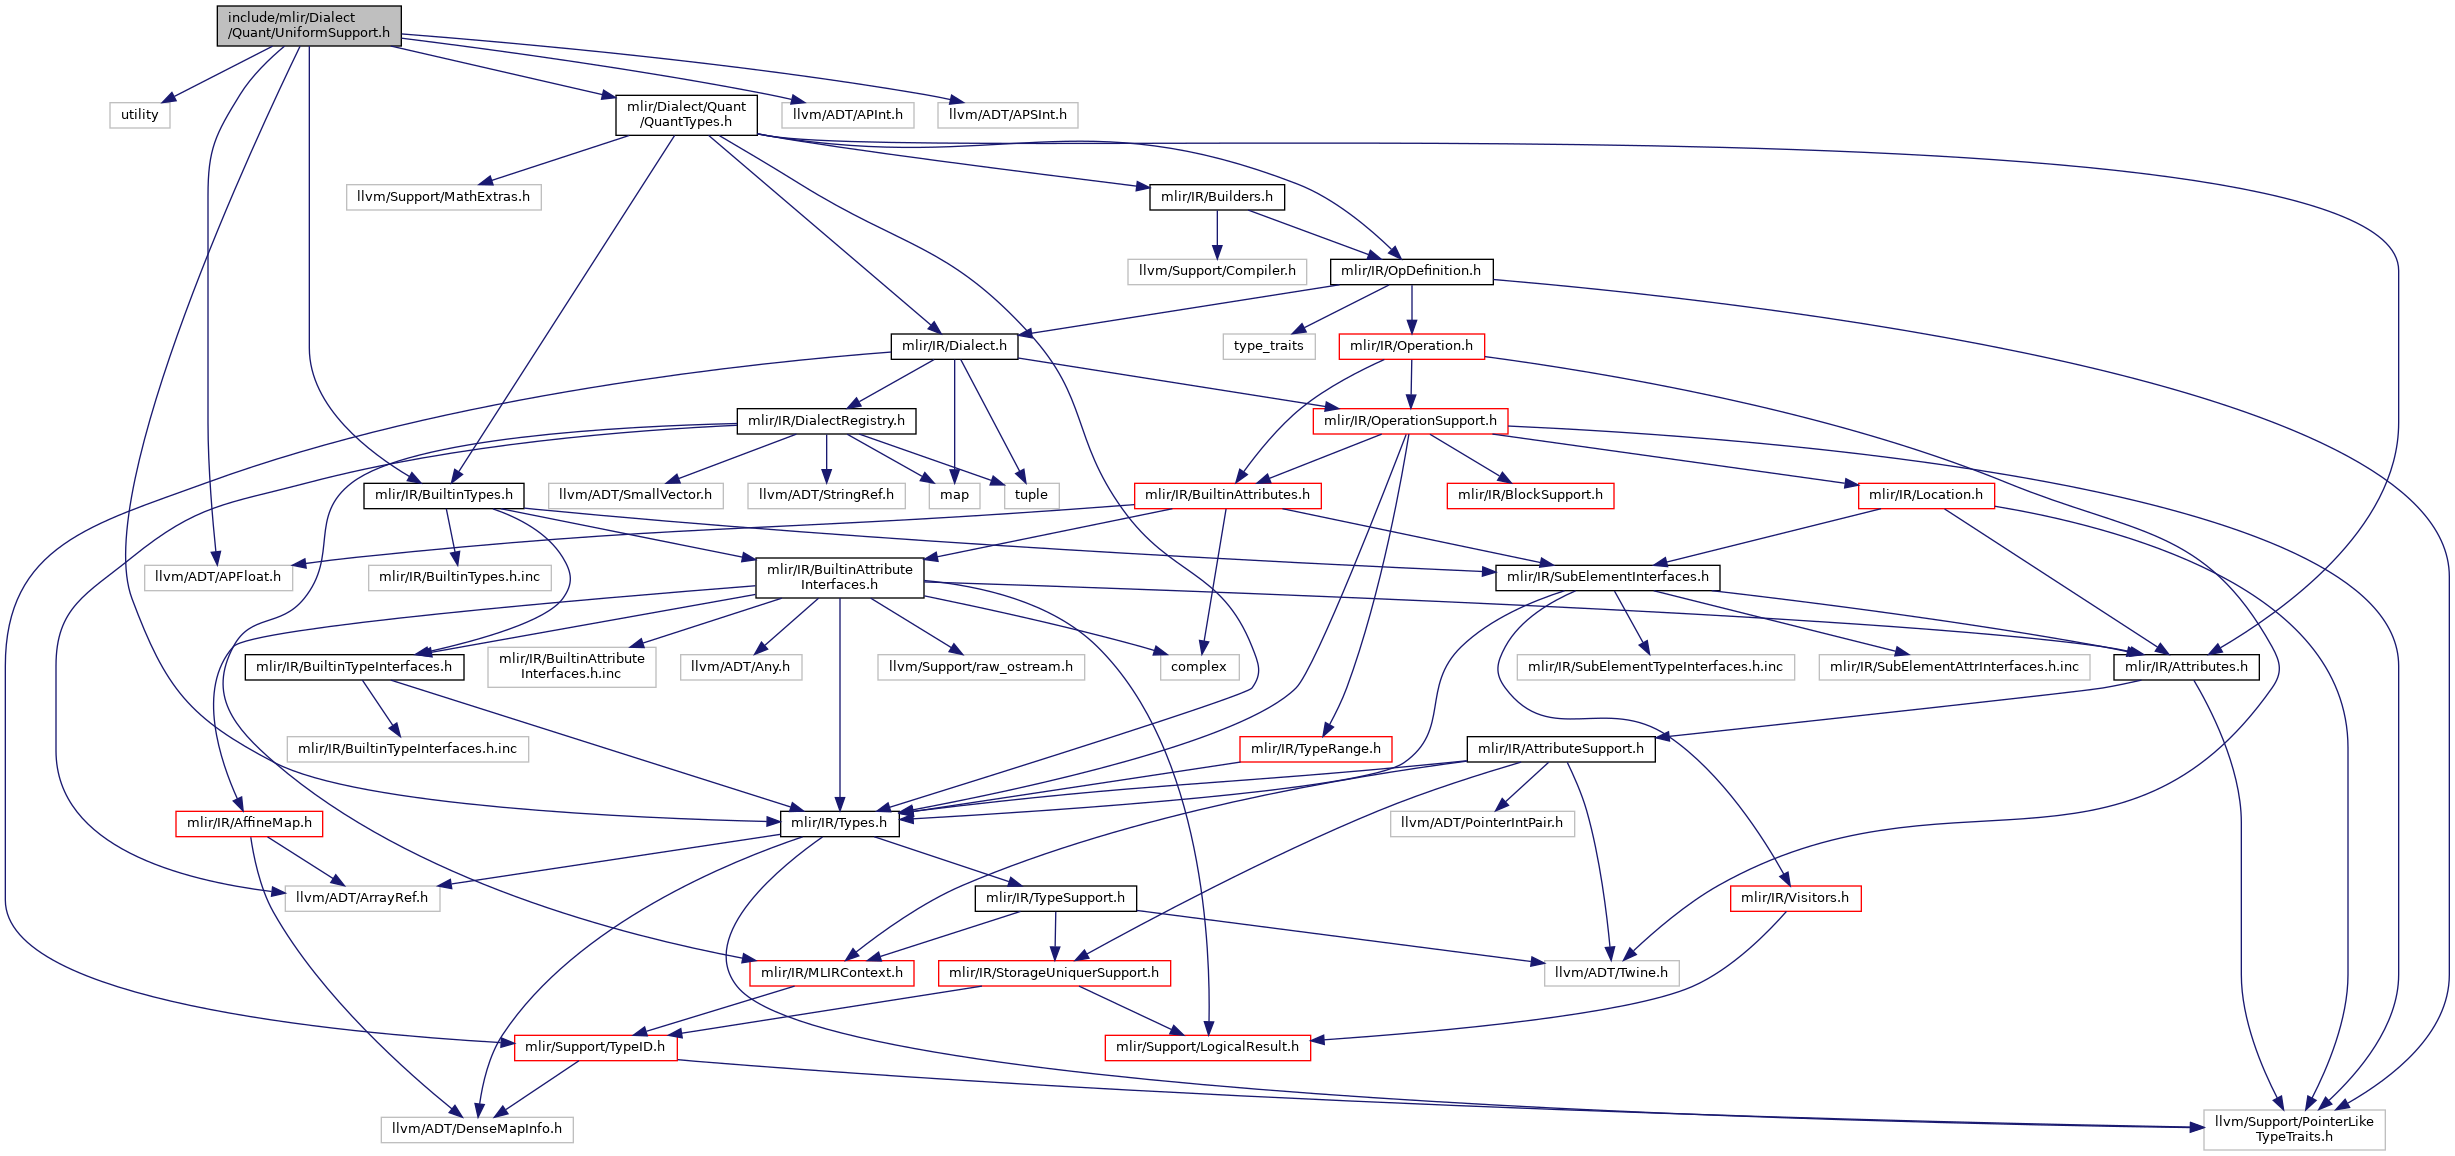 include/mlir/Dialect
/Quant/UniformSupport.h
utility
mlir/Dialect/Quant
/QuantTypes.h
llvm/ADT/APInt.h
llvm/ADT/APSInt.h
llvm/Support/MathExtras.h
mlir/IR/Builders.h
llvm/Support/Compiler.h
mlir/IR/OpDefinition.h
mlir/IR/Dialect.h
type_traits
mlir/IR/Operation.h
mlir/IR/DialectRegistry.h
mlir/IR/OperationSupport.h
mlir/IR/BuiltinTypes.h
llvm/ADT/SmallVector.h
llvm/ADT/StringRef.h
map
tuple
mlir/IR/BuiltinAttributes.h
mlir/IR/BlockSupport.h
mlir/IR/Location.h
llvm/ADT/APFloat.h
mlir/IR/BuiltinTypes.h.inc
mlir/IR/BuiltinAttribute
Interfaces.h
mlir/IR/SubElementInterfaces.h
mlir/IR/BuiltinTypeInterfaces.h
mlir/IR/BuiltinAttribute
Interfaces.h.inc
llvm/ADT/Any.h
llvm/Support/raw_ostream.h
complex
mlir/IR/SubElementTypeInterfaces.h.inc
mlir/IR/SubElementAttrInterfaces.h.inc
mlir/IR/Attributes.h
mlir/IR/BuiltinTypeInterfaces.h.inc
mlir/IR/TypeRange.h
mlir/IR/AttributeSupport.h
mlir/IR/AffineMap.h
mlir/IR/Types.h
llvm/ADT/PointerIntPair.h
llvm/ADT/ArrayRef.h
mlir/IR/TypeSupport.h
mlir/IR/Visitors.h
mlir/IR/MLIRContext.h
mlir/IR/StorageUniquerSupport.h
llvm/ADT/Twine.h
mlir/Support/TypeID.h
mlir/Support/LogicalResult.h
llvm/ADT/DenseMapInfo.h
llvm/Support/PointerLike
TypeTraits.h